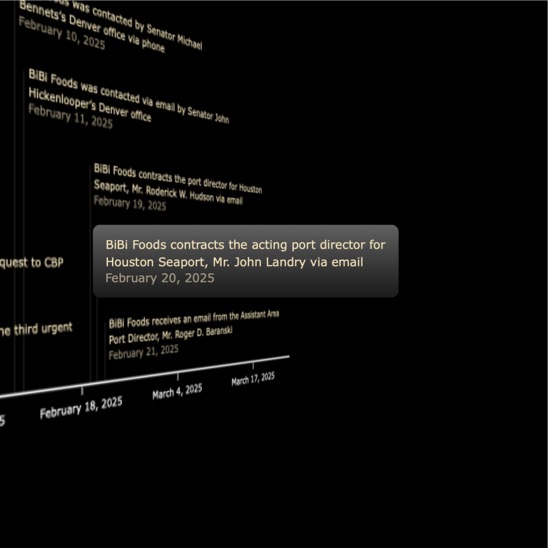 was contacted by Senator Michael
Bennets's Denver office via phone
February 10, 2025
BiBi Foods was contacted via email by Senator John
Hickenlooper's Denver office
February 11, 2025
BiBi Foods contracts the port director for Houston
Seaport, Mr. Roderick W. Hudson via email
February 19, 2025
quest to CBP
BiBi Foods contracts the acting port director for
Houston Seaport, Mr. John Landry via email
February 20, 2025
he third urgent
BiBi Foods receives an email from the Assistant Area
Port Director, Mr. Roger D. Baranski
February 21, 2025
5
February 18, 2025
March 4, 2025
March 17, 2025